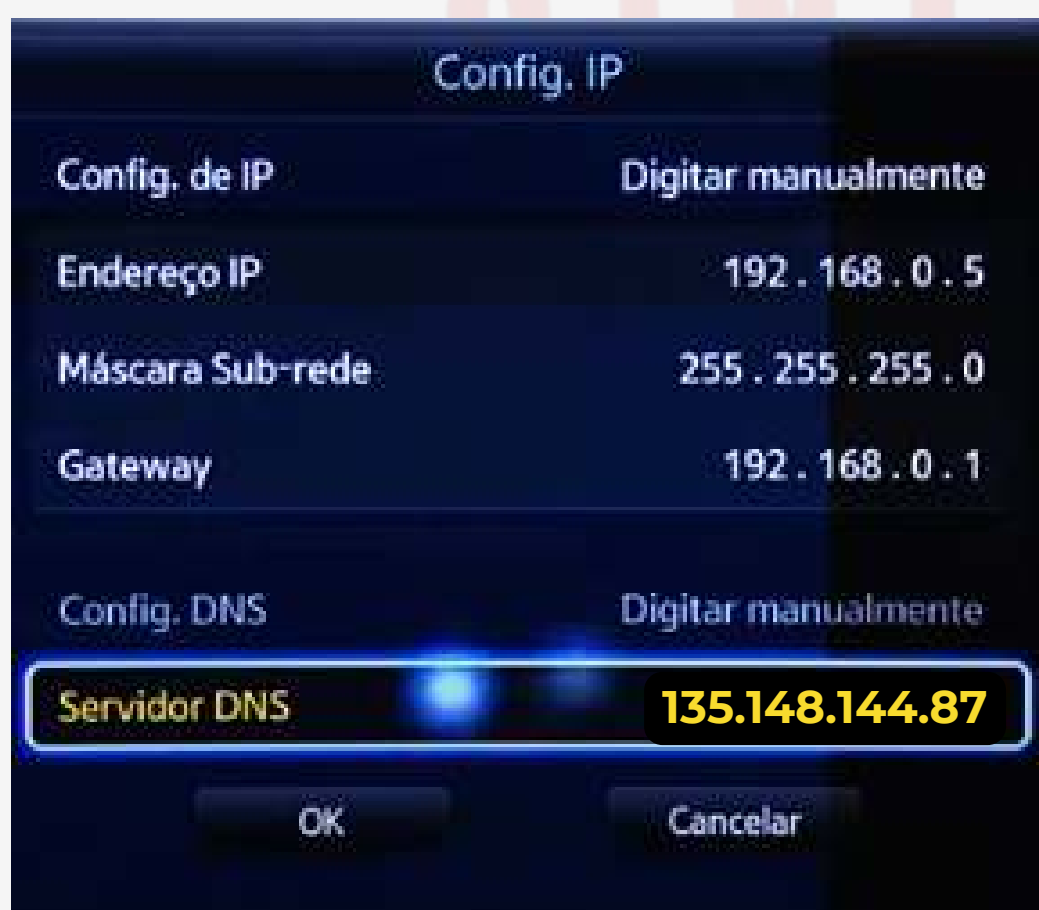 Config. IP
Config. de IP Digitar manualmente
Endereço IP 192 . 168 . 0 . 5
Máscara Sub-rede 255 . 255 . 255 . 0
Gateway 192 . 168 . 0 . 1
Config. DNS Digitar manualmente
Servidor DNS 135.148.144.87
OK Cancelar